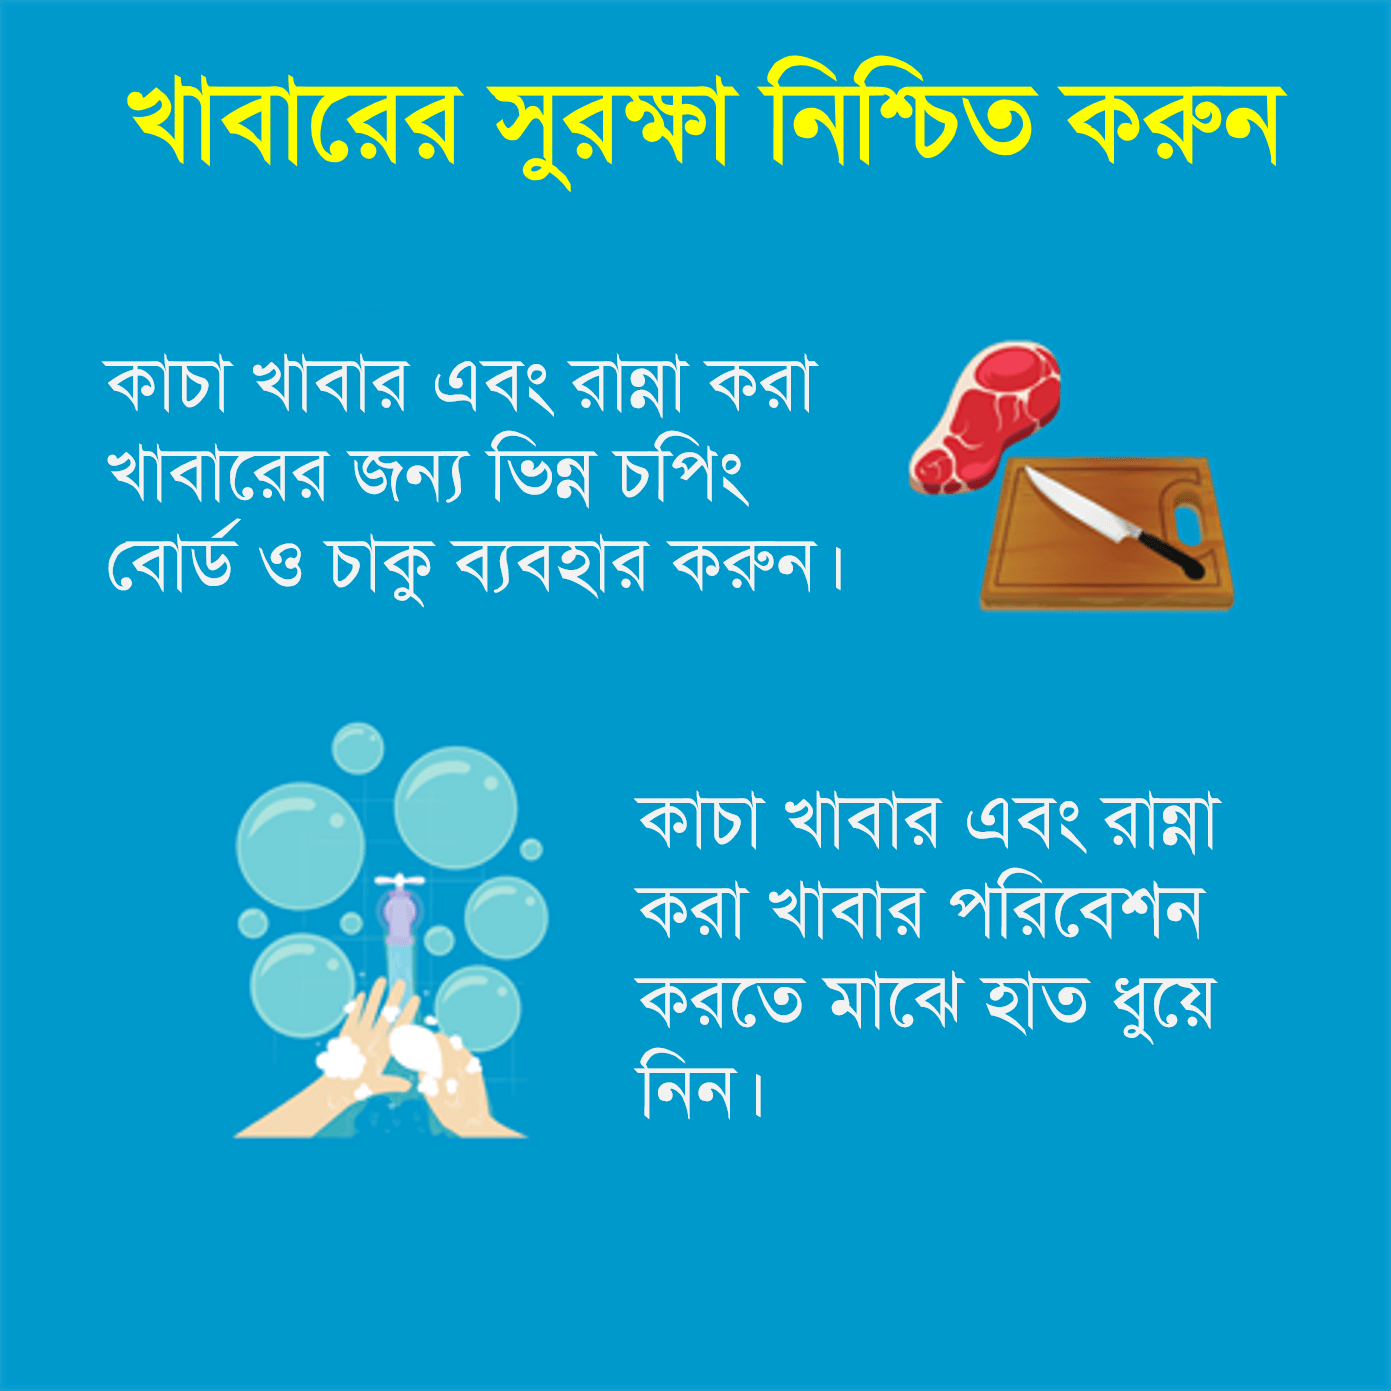 খাবারের সুরক্ষা নিশ্চিত করুন
কাচা খাবার এবং রান্না করা
খাবারের জন্য ভিন্ন চপিং
বোর্ড ও চাকু ব্যবহার করুন।
কাচা খাবার এবং রান্না
করা খাবার পরিবেশন
করতে মাঝে হাত ধুয়ে
নিন।